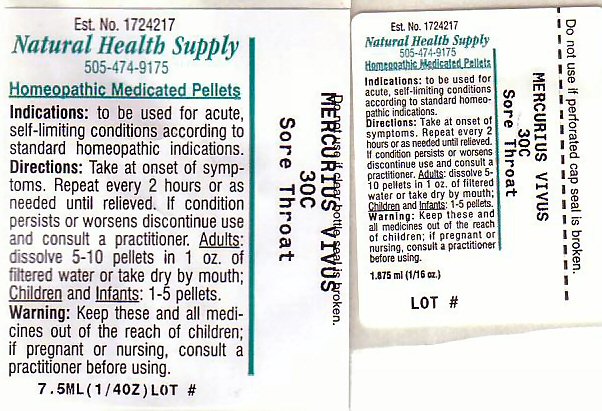 Est. No. 1724217
Natural Health Supply
505-474-9175
Homeopathic Medicated Pellets
Indications: to be used for acute,
self-limiting conditions according to
standard homeopathic indications.
Directions: Take at onset of symp-
toms. Repeat every 2 hours or as
needed until relieved. If condition
persists or worsens discontinue use
and consult a practitioner. Adults:
dissolve 5-10 pellets in 1 oz. of
filtered water or take dry by mouth;
Children and Infants: 1-5 pellets.
Warning: Keep these and all medi-
cines out of the reach of children;
if pregnant or nursing, consult a
practitioner before using.
7.5ML(1/4OZ)LOT #
Do not use if clear bottle seal is broken.
MERCURIUS VIVUS
30C
Sore Throat
Est. No. 1724217
Natural Health Supply
505-474-9175
Homeopathic Medicated Pellets
Indications: to be used for
acute, self-limiting conditions
according to standard homeo-
pathic indications.
Directions: Take at onset of
symptoms. Repeat every 2
hours or as needed until relieved.
If condition persists or worsens
discontinue use and consult a
practitioner. Adults: dissolve 5-
10 pellets in 1 oz. of filtered
water or take dry by mouth;
Children and Infants: 1-5 pellets.
Warning: Keep these and
all medicines out of the reach
of children; if pregnant or
nursing, consult a practitioner
before using.
1.875 ml (1/16 oz.)
LOT #
MERCURIUS VIVUS
30C
Sore Throat
Do not use if perforated cap seal is broken.